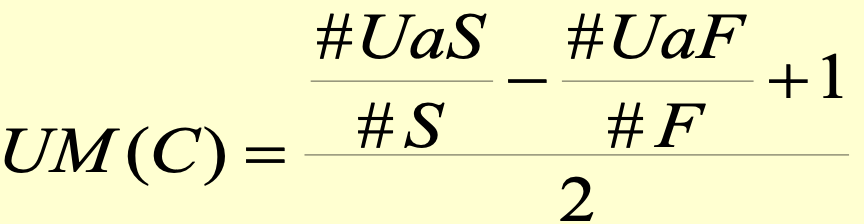 UM(C) = (#UaS / #S − #UaF / #F + 1) / 2